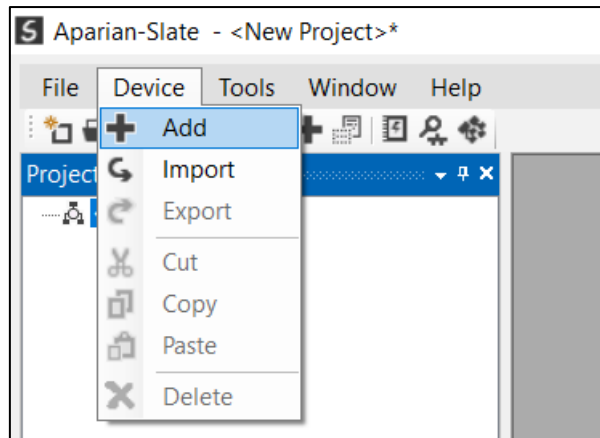 S Aparian-Slate - <New Project>*
File Device Tools Window Help
Add
Project
Import
Export
Cut
Copy
Paste
Delete